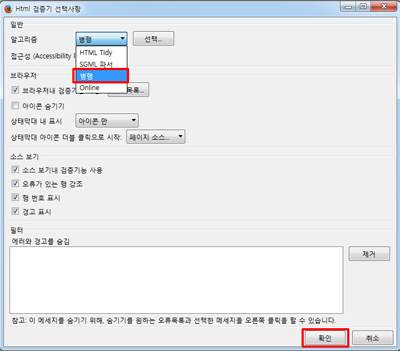 Html 검증기 선택사항
일반
알고리즘 병행 선택...
HTML Tidy
접근성 (Accessibility
SGML 파서
병행
Online
브라우저
브라우저내 검증기 목록...
아이콘 숨기기
상태막대 내 표시 아이콘 만
상태막대 아이콘 더블 클릭으로 시작: 페이지 소스...
소스 보기
소스 보기내 검증기능 사용
오류가 있는 행 강조
행 번호 표시
경고 표시
필터
에러와 경고를 숨김
제거
참고: 이 메세지를 숨기기 위해, 숨기기를 원하는 오류목록과 선택한 메세지을 오른쪽 클릭을 할 수 있습니다.
확인 취소